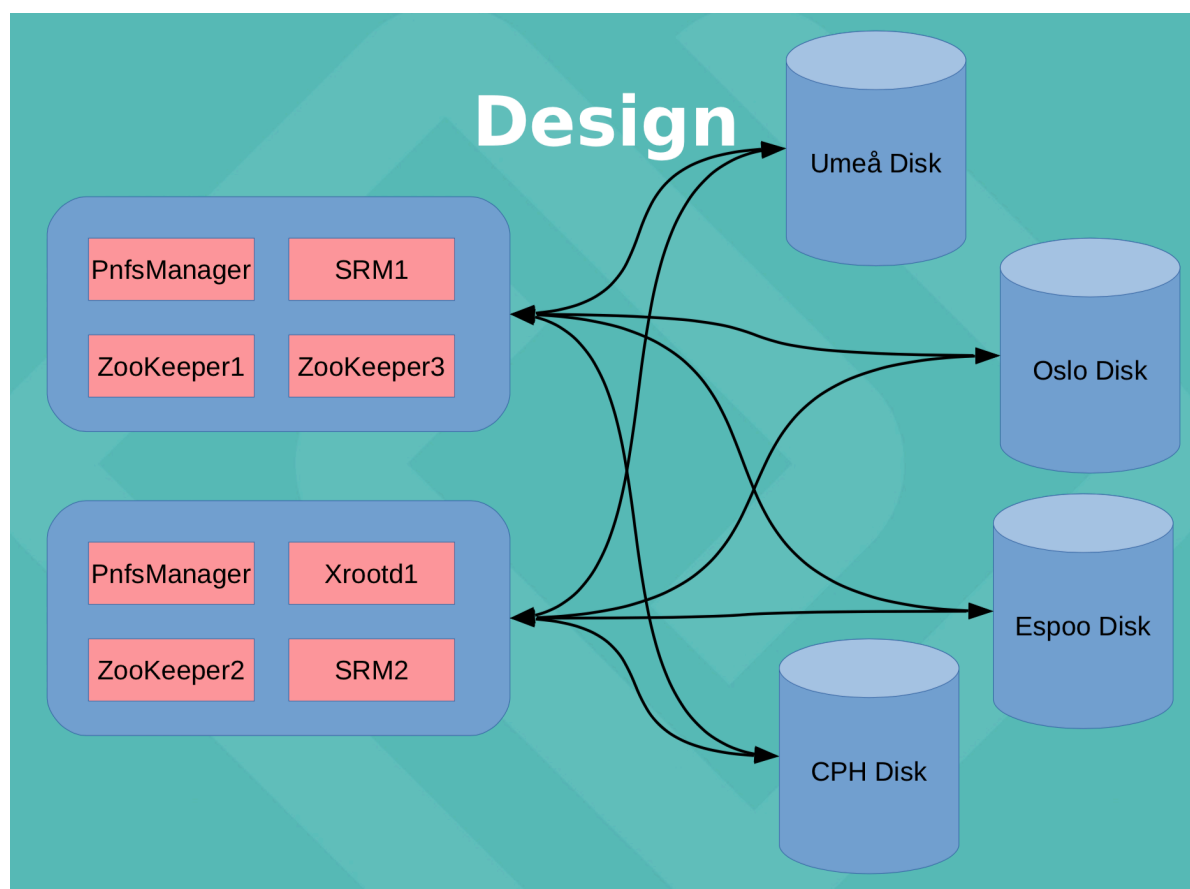 Design
PnfsManager
SRM1
ZooKeeper1
ZooKeeper3
PnfsManager
Xrootd1
ZooKeeper2
SRM2
Umeå Disk
Oslo Disk
Espoo Disk
CPH Disk